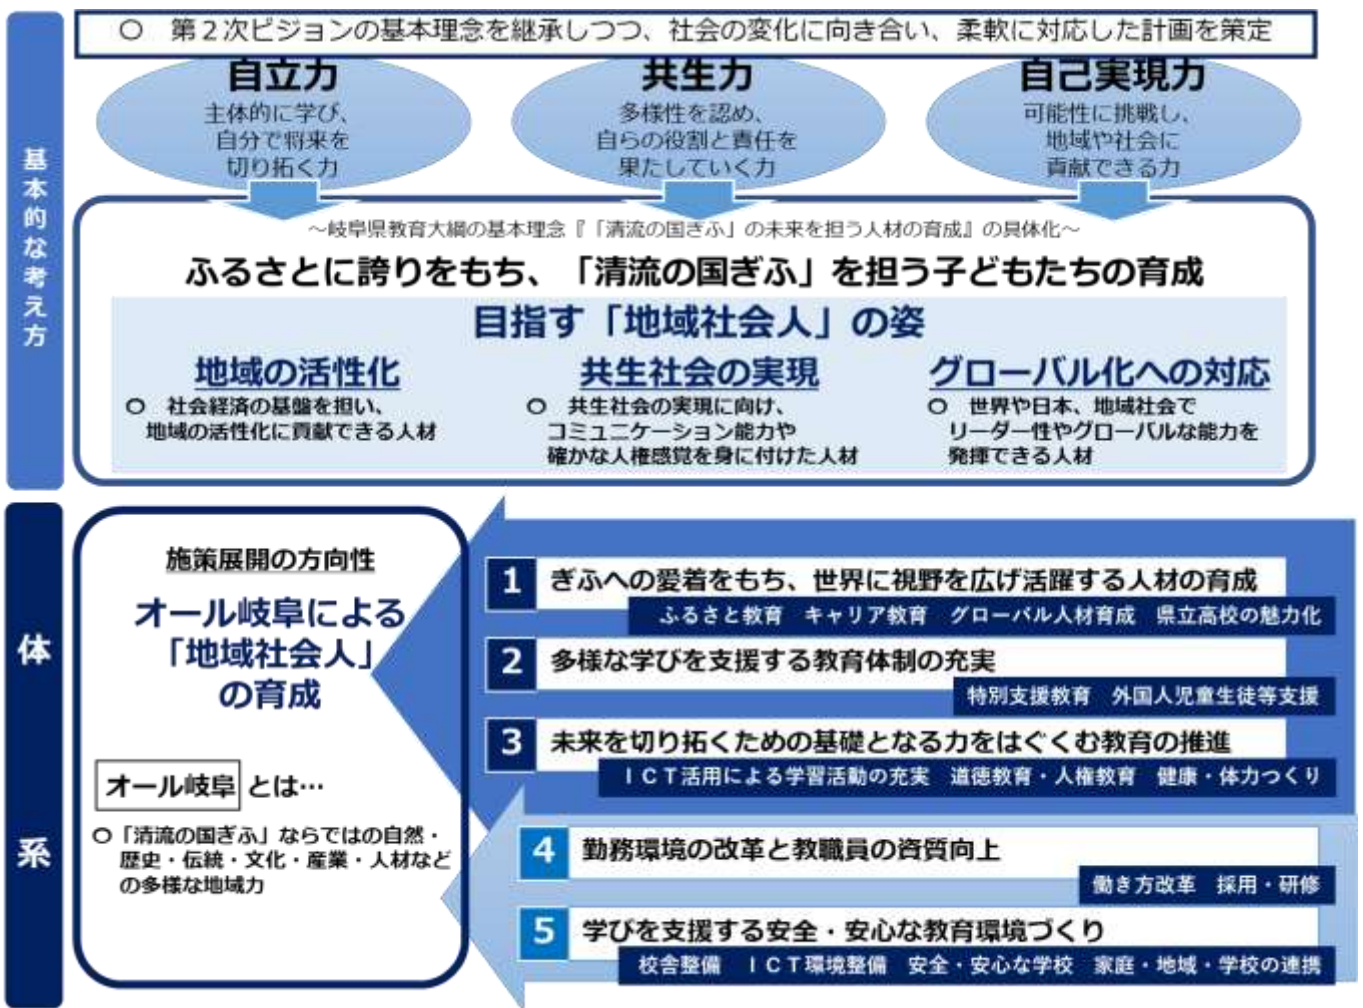 ○ 第２次ビジョンの基本理念を継承しつつ、社会の変化に向き合い、柔軟に対応した計画を策定
基本的な考え方
自立力
主体的に学び、
自分で将来を
切り拓く力
共生力
多様性を認め、
自らの役割と責任を
果たしていく力
自己実現力
可能性に挑戦し、
地域や社会に
貢献できる力
～岐阜県教育大綱の基本理念『「清流の国ぎふ」の未来を担う人材の育成』の具体化～
ふるさとに誇りをもち、「清流の国ぎふ」を担う子どもたちの育成
目指す「地域社会人」の姿
地域の活性化
○ 社会経済の基盤を担い、
地域の活性化に貢献できる人材
共生社会の実現
○ 共生社会の実現に向け、
コミュニケーション能力や
確かな人権感覚を身に付けた人材
グローバル化への対応
○ 世界や日本、地域社会で
リーダー性やグローバルな能力を
発揮できる人材
体系
施策展開の方向性
オール岐阜による
「地域社会人」
の育成
オール岐阜 とは…
○「清流の国ぎふ」ならではの自然・
歴史・伝統・文化・産業・人材など
の多様な地域力
1 ぎふへの愛着をもち、世界に視野を広げ活躍する人材の育成
ふるさと教育 キャリア教育 グローバル人材育成 県立高校の魅力化
2 多様な学びを支援する教育体制の充実
特別支援教育 外国人児童生徒等支援
3 未来を切り拓くための基礎となる力をはぐくむ教育の推進
ＩＣＴ活用による学習活動の充実 道徳教育・人権教育 健康・体力つくり
4 勤務環境の改革と教職員の資質向上
働き方改革 採用・研修
5 学びを支援する安全・安心な教育環境づくり
校舎整備 ＩＣＴ環境整備 安全・安心な学校 家庭・地域・学校の連携